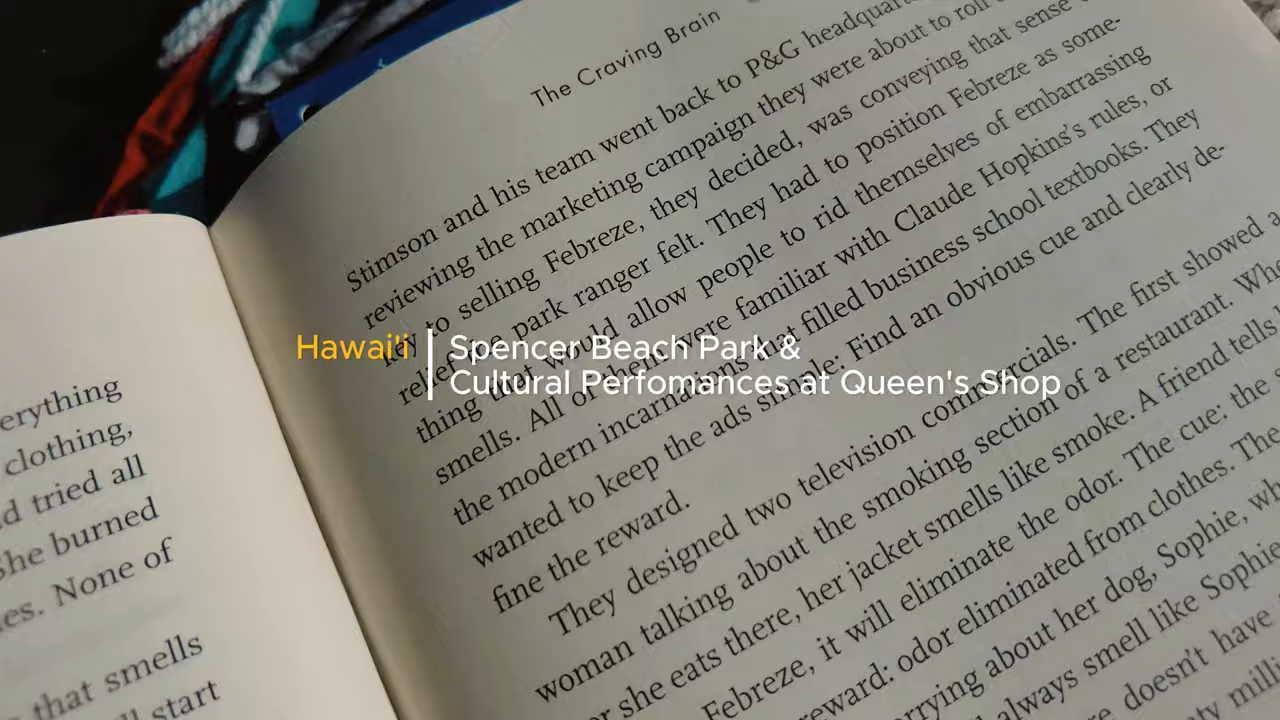 erything
clothing,
d tried all
She burned
es. None of
that smells
start
The Craving Brain
Stimson and his team went back to P&G headquart
reviewing the marketing campaign they were about to roll
key to selling Febreze, they decided, was conveying that sense
relief the park ranger felt. They had to position Febreze as some-
thing that would allow people to rid themselves of embarrassing
smells. All of them were familiar with Claude Hopkins's rules, or
the modern incarnations that filled business school textbooks. They
wanted to keep the ads simple: Find an obvious cue and clearly de-
fine the reward.
They designed two television commercials. The first showed a
woman talking about the smoking section of a restaurant. Whe
r she eats there, her jacket smells like smoke. A friend tells
Febreze, it will eliminate the odor. The cue: the s
reward: odor eliminated from clothes. The
rrying about her dog, Sophie, wh
always smell like Sophie
doesn't have
ty milli
Hawai'i
Spencer Beach Park &
Cultural Perfomances at Queen's Shop